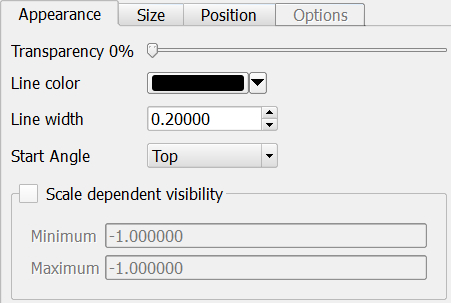 Appearance Size Position Options
Transparency 0%
Line color
Line width 0.20000
Start Angle Top
Scale dependent visibility
Minimum -1.000000
Maximum -1.000000